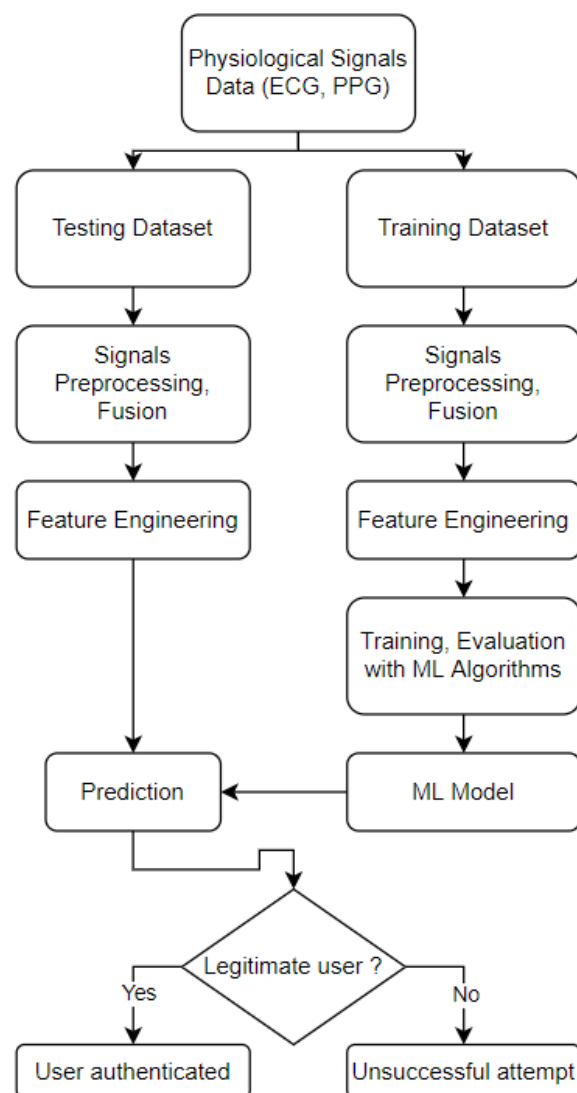 Physiological Signals
Data (ECG, PPG)
Testing Dataset
Training Dataset
Signals
Preprocessing,
Fusion
Signals
Preprocessing,
Fusion
Feature Engineering
Feature Engineering
Training, Evaluation
with ML Algorithms
Prediction
ML Model
Legitimate user ?
Yes
No
User authenticated
Unsuccessful attempt